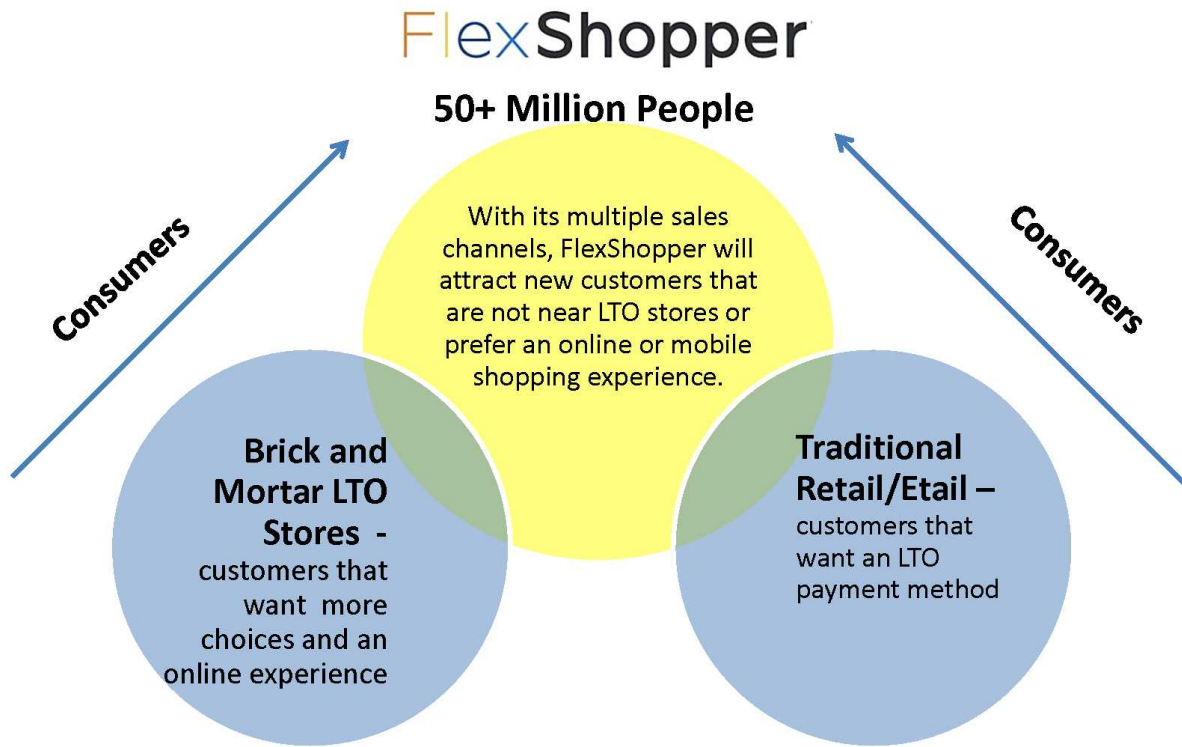 FlexShopper
50+ Million People
Consumers
Consumers
With its multiple sales
channels, FlexShopper will
attract new customers that
are not near LTO stores or
prefer an online or mobile
shopping experience.
Brick and
Mortar LTO
Stores -
customers that
want more
choices and an
online experience
Traditional
Retail/Etail –
customers that
want an LTO
payment method